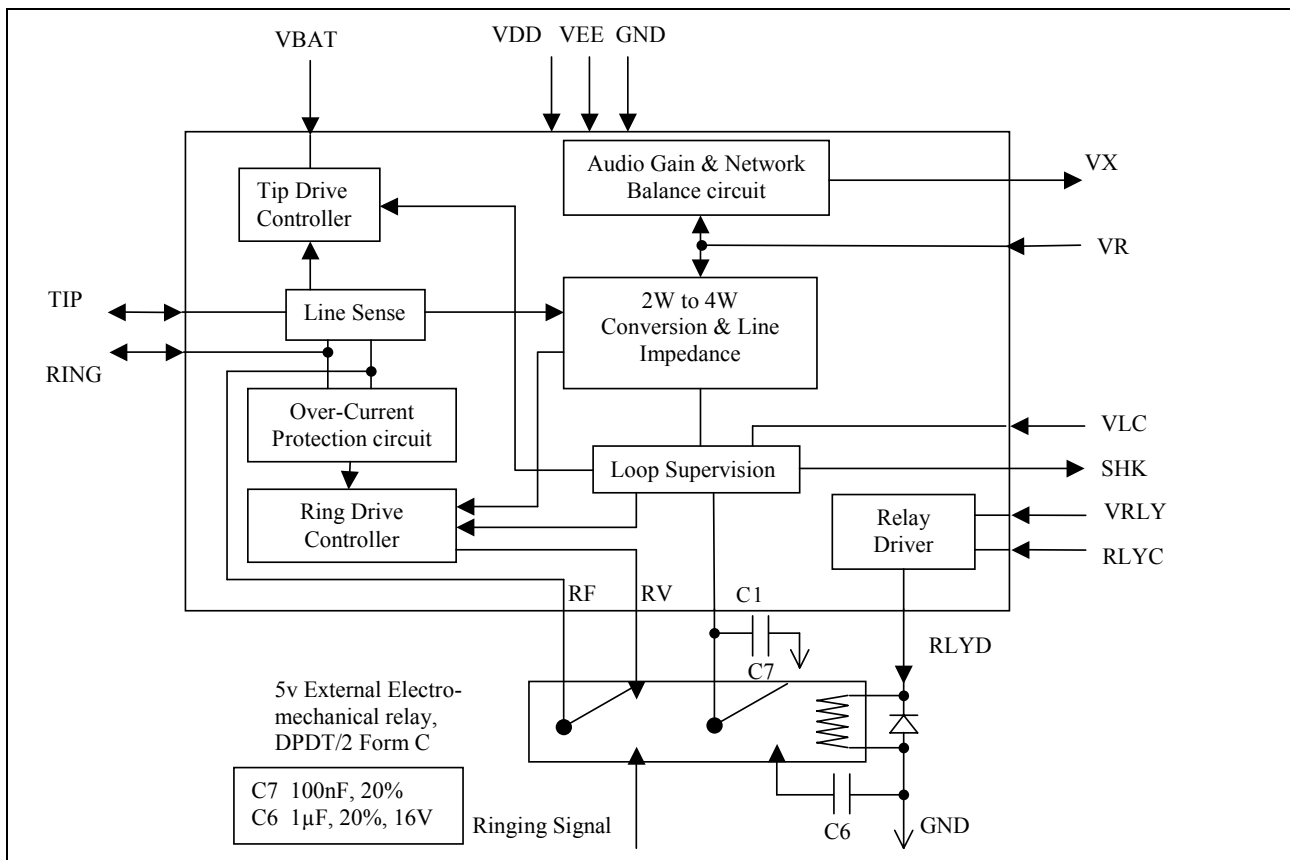 VBAT
VDD VEE GND
Audio Gain & Network
Balance circuit
VX
Tip Drive
Controller
VR
TIP
Line Sense
2W to 4W
Conversion & Line
Impedance
RING
Over-Current
Protection circuit
VLC
Loop Supervision
SHK
Ring Drive
Controller
Relay
Driver
VRLY
RLYC
RF
RV
C1
RLYD
C7
5v External Electro-
mechanical relay,
DPDT/2 Form C
C7 100nF, 20%
C6 1µF, 20%, 16V
Ringing Signal
C6
GND